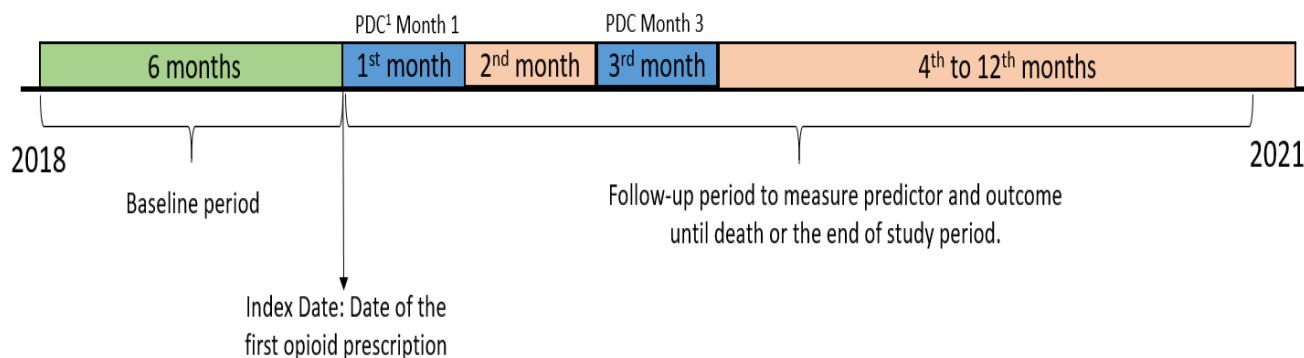 PDC¹ Month 1
PDC Month 3
6 months
1st month
2nd month
3rd month
4th to 12th months
2018
2021
Baseline period
Follow-up period to measure predictor and outcome
until death or the end of study period.
Index Date: Date of the
first opioid prescription